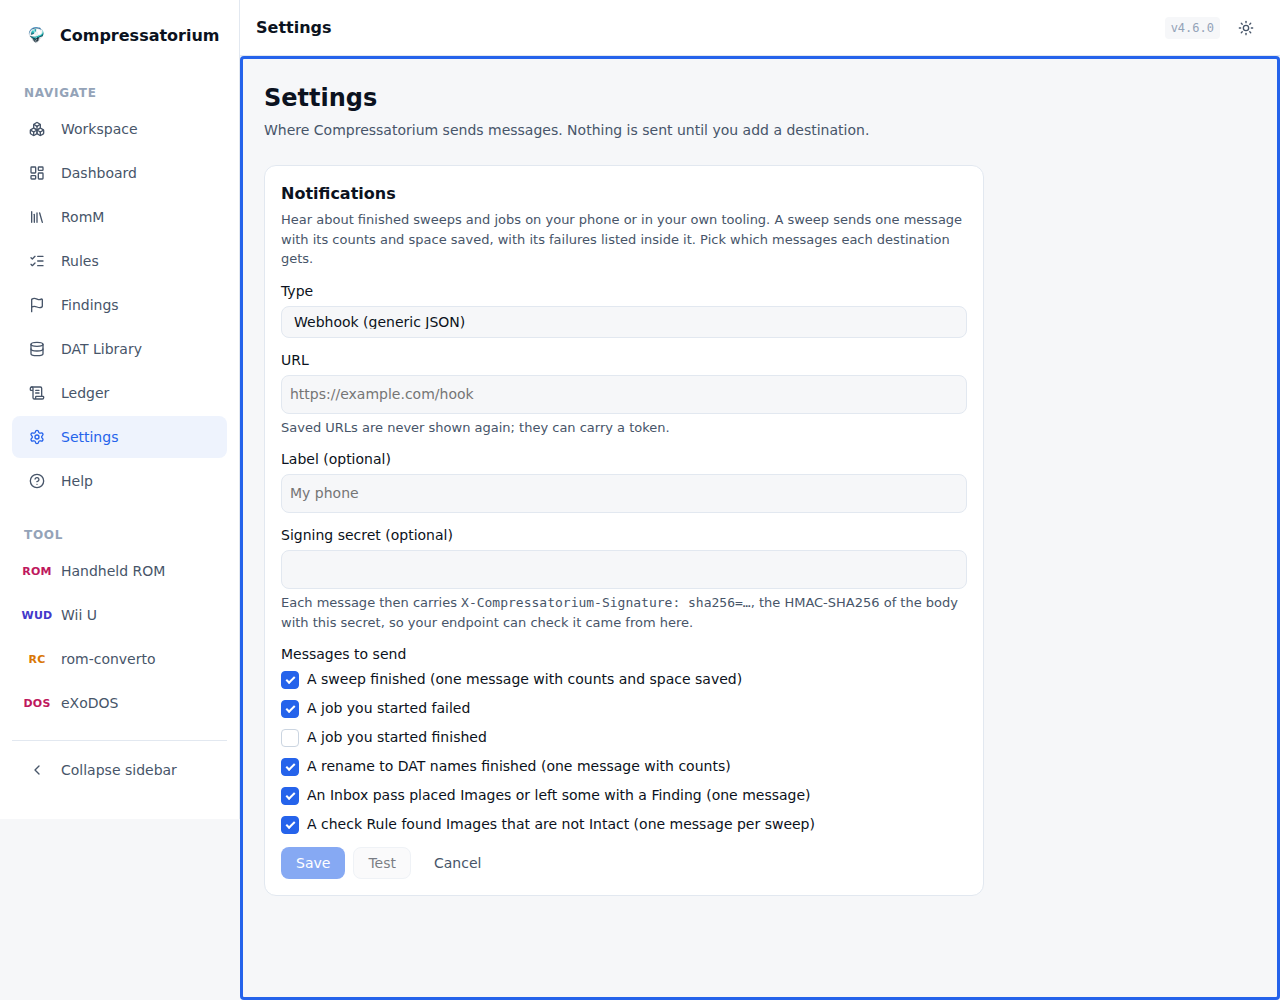 Compressatorium
Settings
v4.6.0
NAVIGATE
Workspace
Dashboard
RomM
Rules
Findings
DAT Library
Ledger
Settings
Help
TOOL
ROM Handheld ROM
WUD Wii U
RC rom-converto
DOS eXoDOS
Collapse sidebar
Settings
Where Compressatorium sends messages. Nothing is sent until you add a destination.
Notifications
Hear about finished sweeps and jobs on your phone or in your own tooling. A sweep sends one message
with its counts and space saved, with its failures listed inside it. Pick which messages each destination
gets.
Type
Webhook (generic JSON)
URL
https://example.com/hook
Saved URLs are never shown again; they can carry a token.
Label (optional)
My phone
Signing secret (optional)
Each message then carries X-Compressatorium-Signature: sha256=…, the HMAC-SHA256 of the body
with this secret, so your endpoint can check it came from here.
Messages to send
A sweep finished (one message with counts and space saved)
A job you started failed
A job you started finished
A rename to DAT names finished (one message with counts)
An Inbox pass placed Images or left some with a Finding (one message)
A check Rule found Images that are not Intact (one message per sweep)
Save Test Cancel